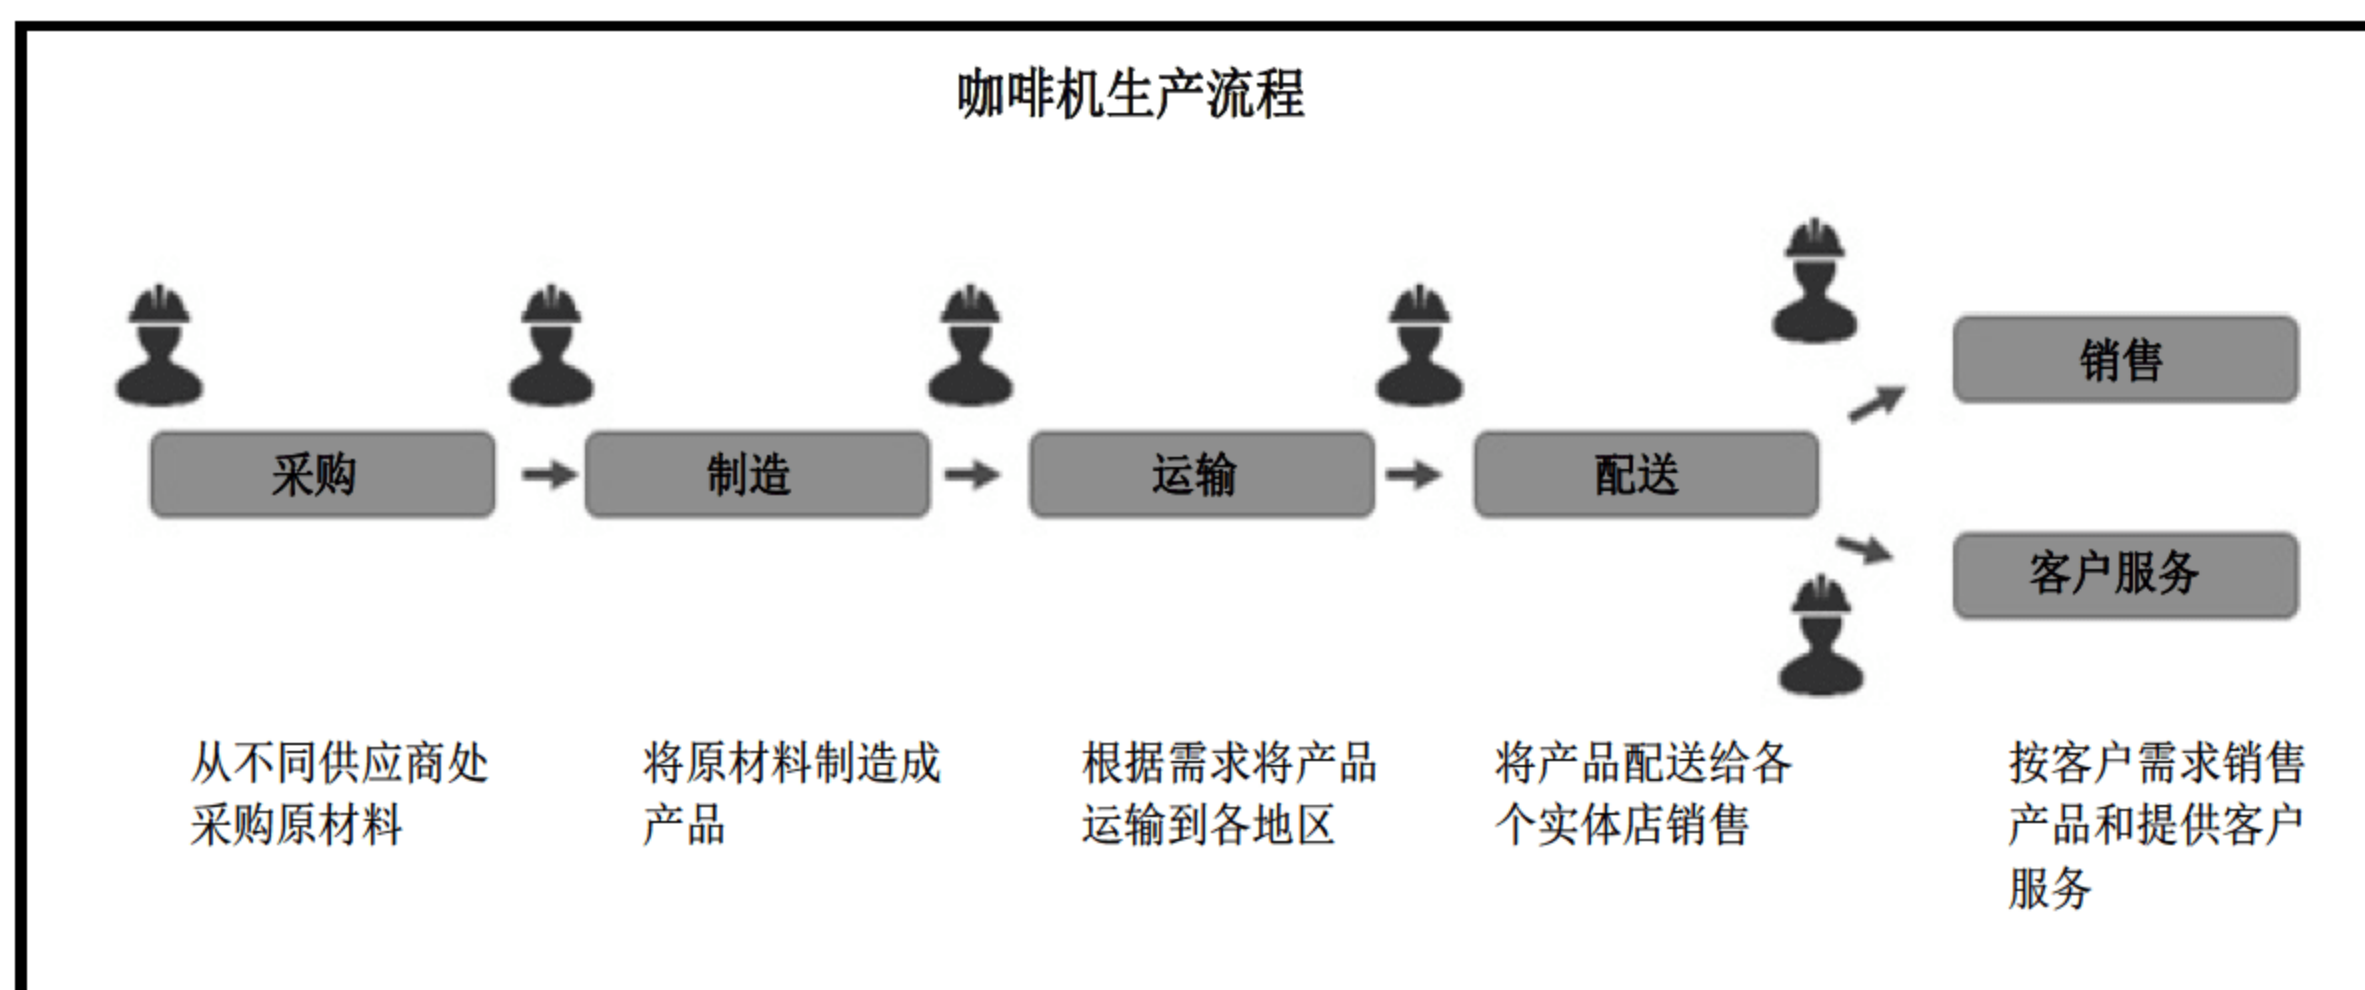 咖啡机生产流程
销售
采购
制造
运输
配送
客户服务
从不同供应商处
采购原材料
将原材料制造成
产品
根据需求将产品
运输到各地区
将产品配送给各
个实体店销售
按客户需求销售
产品和提供客户
服务